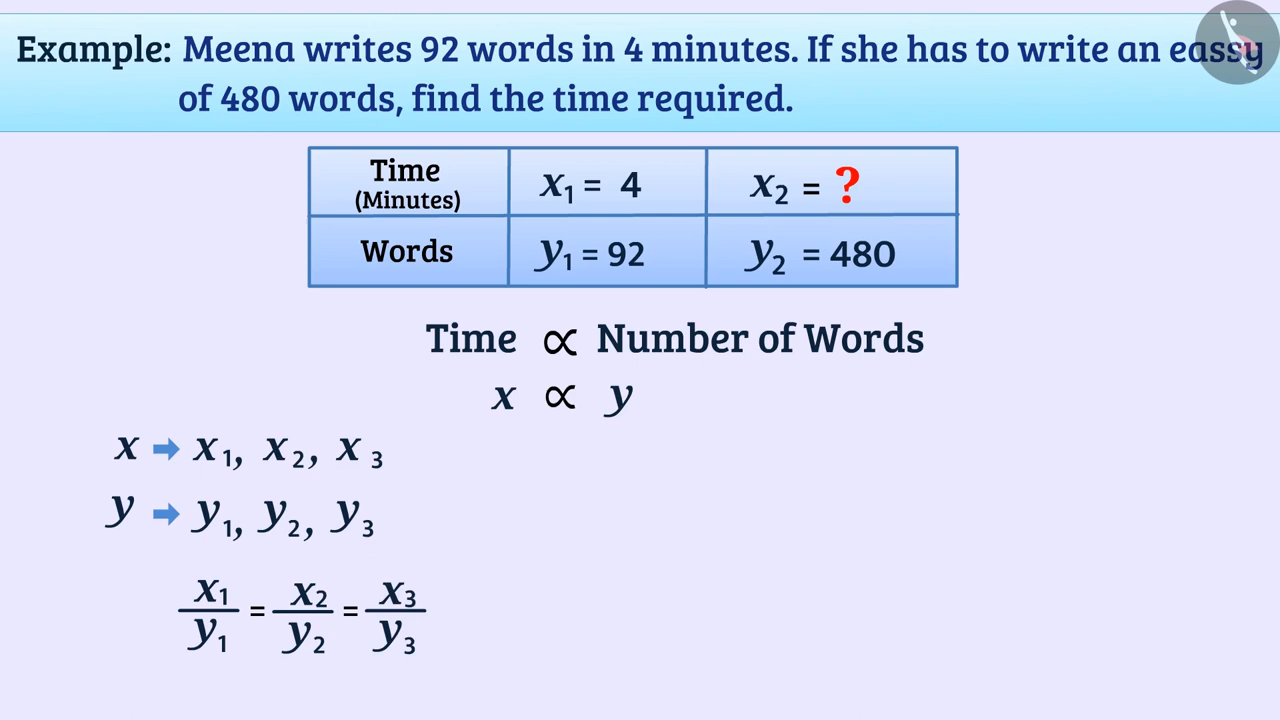 Example: Meena writes 92 words in 4 minutes. If she has to write an eassy
of 480 words, find the time required.
Time x₁ = 4 x₂ = ?
(Minutes)
Words y₁ = 92 y₂ = 480
Time ∝ Number of Words
x ∝ y
x ➡ x₁, x₂, x₃
y ➡ y₁, y₂, y₃
x₁/y₁ = x₂/y₂ = x₃/y₃